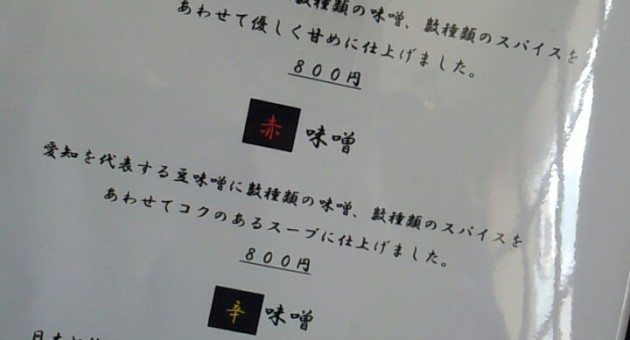 数種類の味噌、数種類のスパイスを
あわせて優しく甘めに仕上げました。
800円
赤 味噌
愛知を代表する豆味噌に数種類の味噌、数種類のスパイスを
あわせてコクのあるスープに仕上げました。
800円
辛 味噌